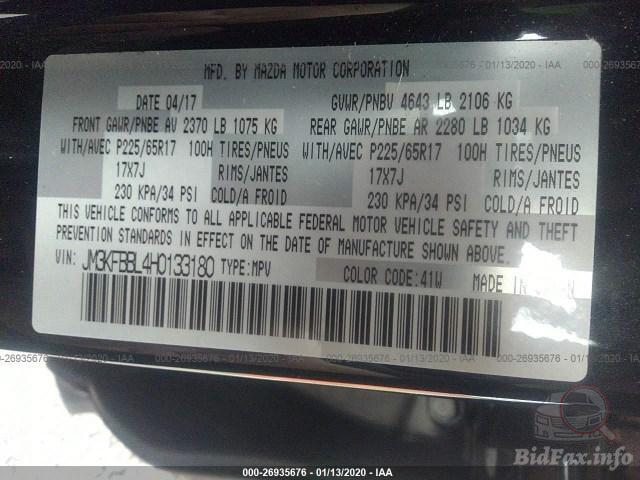 MFD. BY MAZDA MOTOR CORPORATION
DATE 04/17 GVWR/PNBV 4643 LB 2106 KG
FRONT GAWR/PNBE AV 2370 LB 1075 KG REAR GAWR/PNBE AR 2280 LB 1034 KG
WITH/AVEC P225/65R17 100H TIRES/PNEUS WITH/AVEC P225/65R17 100H TIRES/PNEUS
17X7J RIMS/JANTES 17X7J RIMS/JANTES
230 KPA/34 PSI COLD/A FROID 230 KPA/34 PSI COLD/A FROID
THIS VEHICLE CONFORMS TO ALL APPLICABLE FEDERAL MOTOR VEHICLE SAFETY AND THEFT
PREVENTION STANDARDS IN EFFECT ON THE DATE OF MANUFACTURE SHOWN ABOVE.
VIN: JM3KFBBL4H0133180 TYPE:MPV COLOR CODE:41W MADE IN
000-26935676 - 01/13/2020 - IAA
BidFax.info